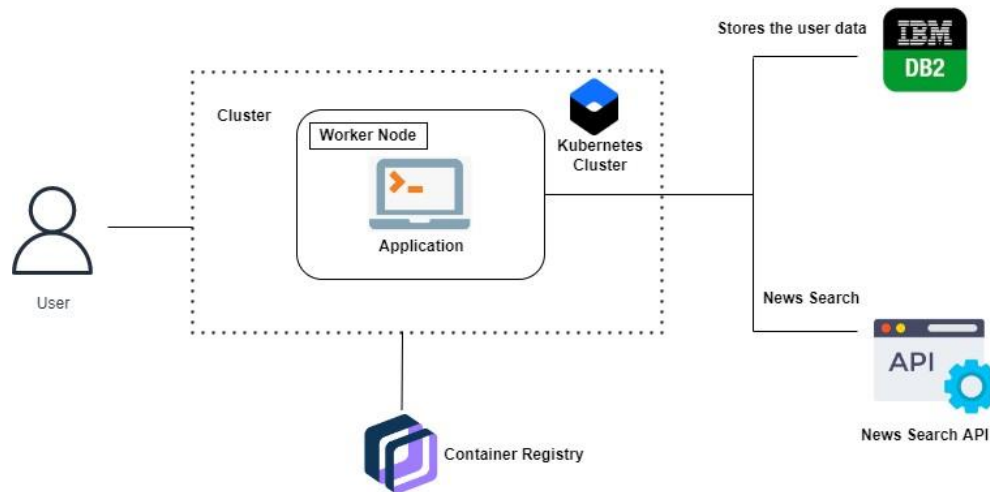 Stores the user data
IBM
DB2
Cluster
Worker Node
Kubernetes
Cluster
Application
User
News Search
API
News Search API
Container Registry